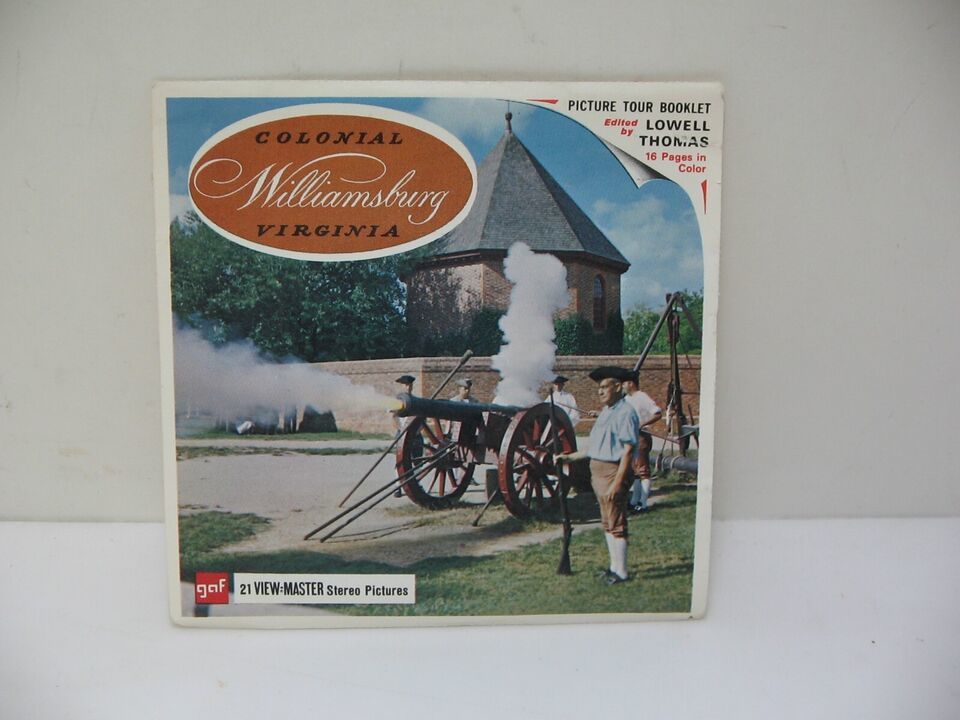 COLONIAL
Williamsburg
VIRGINIA
PICTURE TOUR BOOKLET
Edited by LOWELL THOMAS
16 Pages in
Color
gaf
21 VIEW-MASTER Stereo Pictures